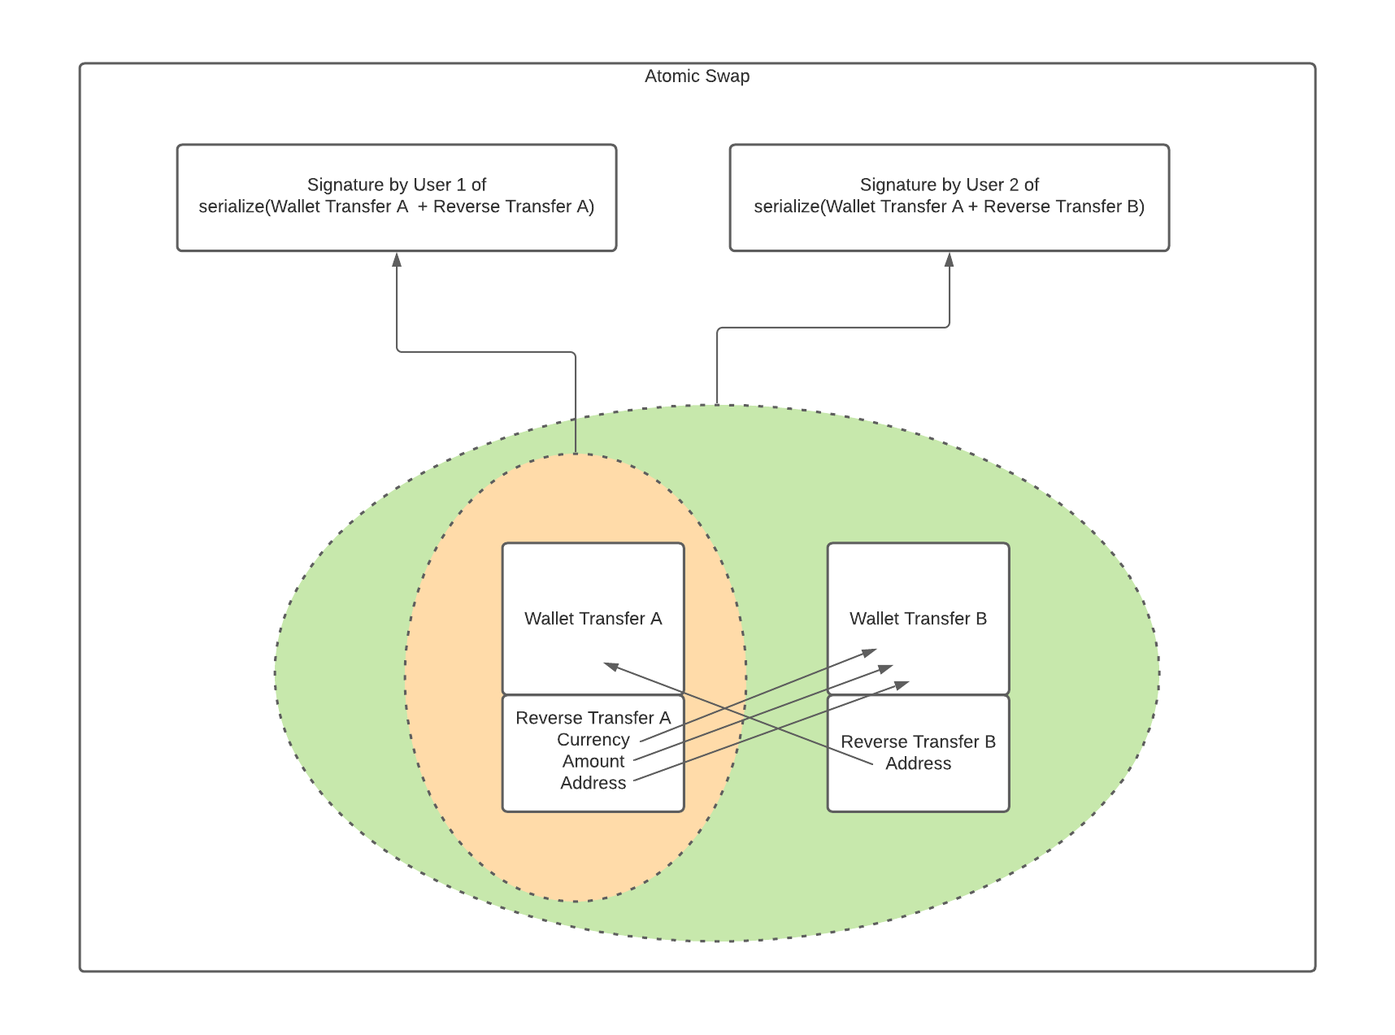 Atomic Swap
Signature by User 1 of
serialize(Wallet Transfer A  + Reverse Transfer A)
Signature by User 2 of
serialize(Wallet Transfer A + Reverse Transfer B)
Wallet Transfer A
Reverse Transfer A
Currency
Amount
Address
Wallet Transfer B
Reverse Transfer B
Address